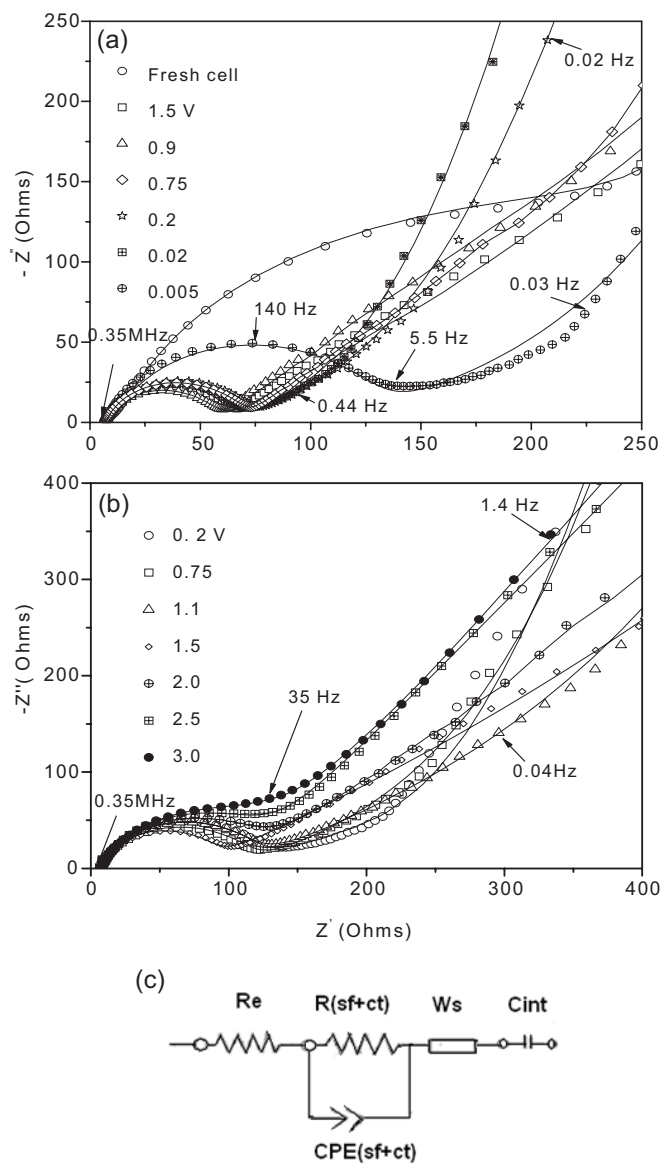 (a)
250
200
150
100
50
0
- Z" (Ohms)
Fresh cell
1.5 V
0.9
0.75
0.2
0.02
0.005
0.02 Hz
140 Hz
0.03 Hz
0.35MHz
5.5 Hz
0.44 Hz
0 50 100 150 200 250
(b)
400
300
200
100
0
-Z''( Ohms)
0. 2 V
0.75
1.1
1.5
2.0
2.5
3.0
1.4 Hz
35 Hz
0.35MHz
0.04Hz
0 100 200 300 400
Z' (Ohms)
(c)
Re R(sf+ct) Ws Cint
CPE(sf+ct)